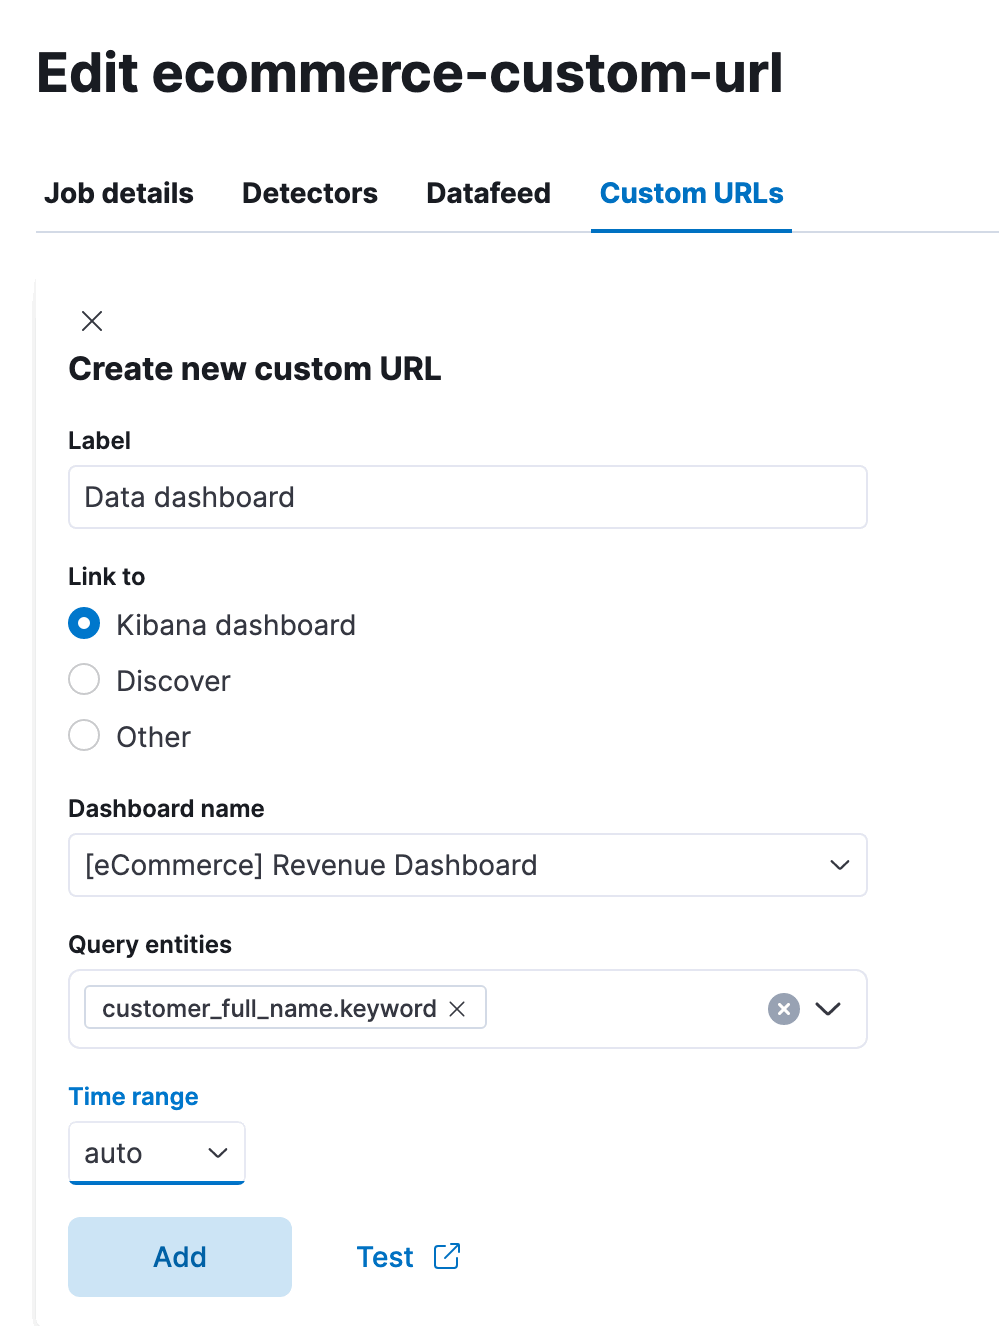 Edit ecommerce-custom-url
Job details Detectors Datafeed Custom URLs
Create new custom URL
Label
Data dashboard
Link to
Kibana dashboard
Discover
Other
Dashboard name
[eCommerce] Revenue Dashboard
Query entities
customer_full_name.keyword
Time range
auto
Add Test